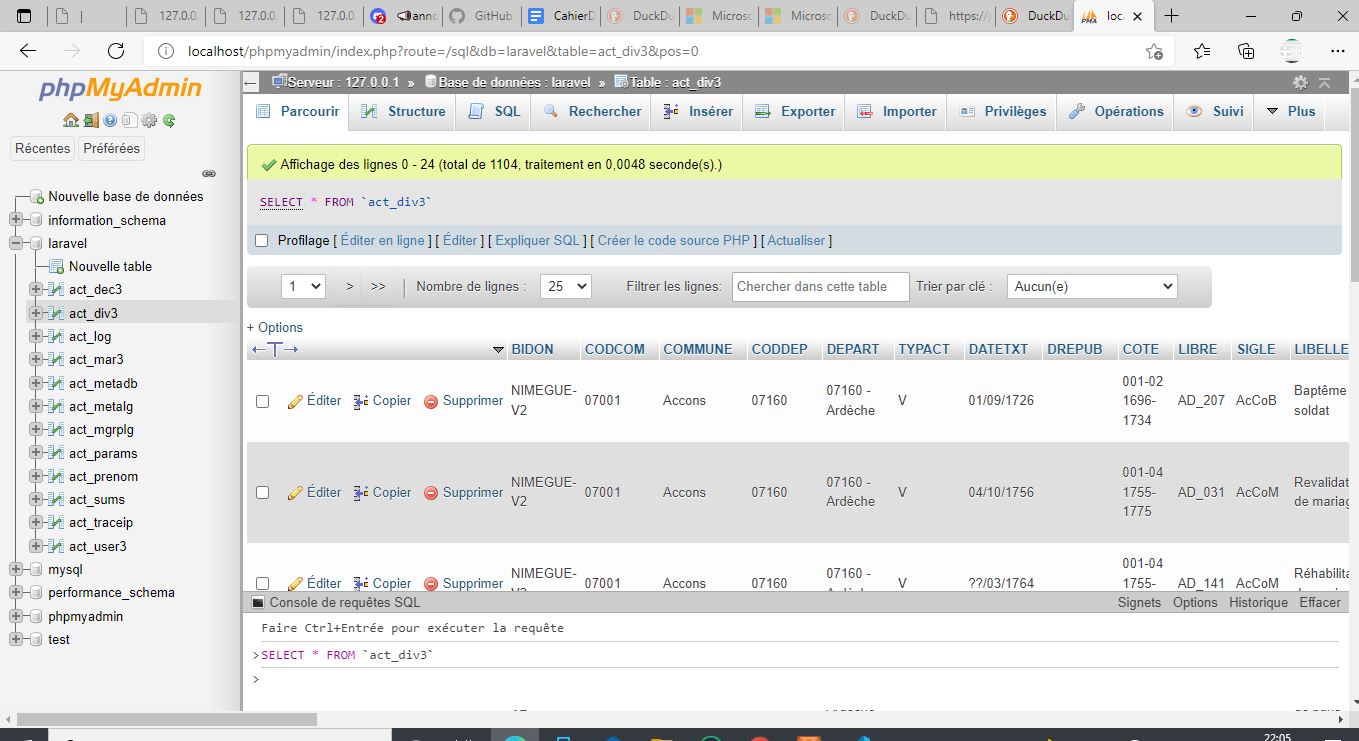 127.0.0.
127.0.0.
127.0.0.
anno
GitHub
CahierD
DuckDu
Microso
Microso
DuckDu
https://
DuckDu
loca
localhost/phpmyadmin/index.php?route=/sql&db=laravel&table=act_div3&pos=0
phpMyAdmin
Récentes Préférées
Nouvelle base de données
information_schema
laravel
Nouvelle table
act_dec3
act_div3
act_log
act_mar3
act_metadb
act_metalg
act_mgrplg
act_params
act_prenom
act_sums
act_traceip
act_user3
mysql
performance_schema
phpmyadmin
test
Serveur : 127.0.0.1 » Base de données : laravel » Table : act_div3
Parcourir Structure SQL Rechercher Insérer Exporter Importer Privilèges Opérations Suivi Plus
Affichage des lignes 0 - 24 (total de 1104, traitement en 0,0048 seconde(s).)
SELECT * FROM `act_div3`
Profilage [ Éditer en ligne ] [ Éditer ] [ Expliquer SQL ] [ Créer le code source PHP ] [ Actualiser ]
1 > >> | Nombre de lignes : 25 Filtrer les lignes: Chercher dans cette table Trier par clé : Aucun(e)
+ Options
←T→ BIDON CODCOM COMMUNE CODDEP DEPART TYPACT DATETXT DREPUB COTE LIBRE SIGLE LIBELLE
Éditer Copier Supprimer NIMEGUE-V2 07001 Accons 07160 07160 - Ardèche V 01/09/1726 001-02 1696-1734 AD_207 AcCoB Baptême soldat
Éditer Copier Supprimer NIMEGUE-V2 07001 Accons 07160 07160 - Ardèche V 04/10/1756 001-04 1755-1775 AD_031 AcCoM Revalidat de mariag
Éditer Copier Supprimer NIMEGUE- 07001 Accons 07160 07160 - V ??/03/1764 001-04 1755- AD_141 AcCoM Réhabilita
Console de requêtes SQL Signets Options Historique Effacer
Faire Ctrl+Entrée pour exécuter la requête
>SELECT * FROM `act_div3`
>
22:05